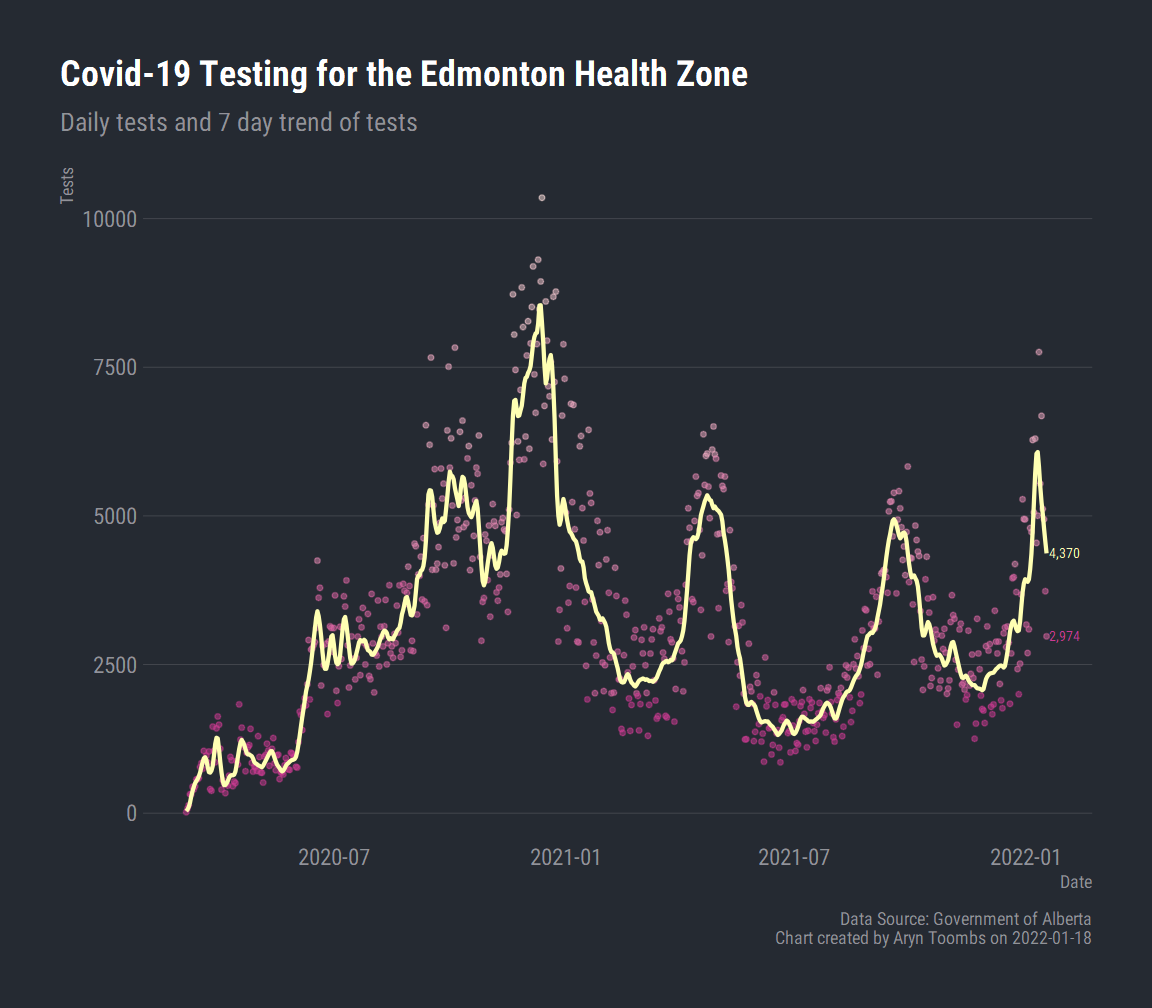 Covid-19 Testing for the Edmonton Health Zone
Daily tests and 7 day trend of tests
Tests
10000
7500
5000
2500
0
4,370
2,974
2020-07 2021-01 2021-07 2022-01
Date
Data Source: Government of Alberta
Chart created by Aryn Toombs on 2022-01-18